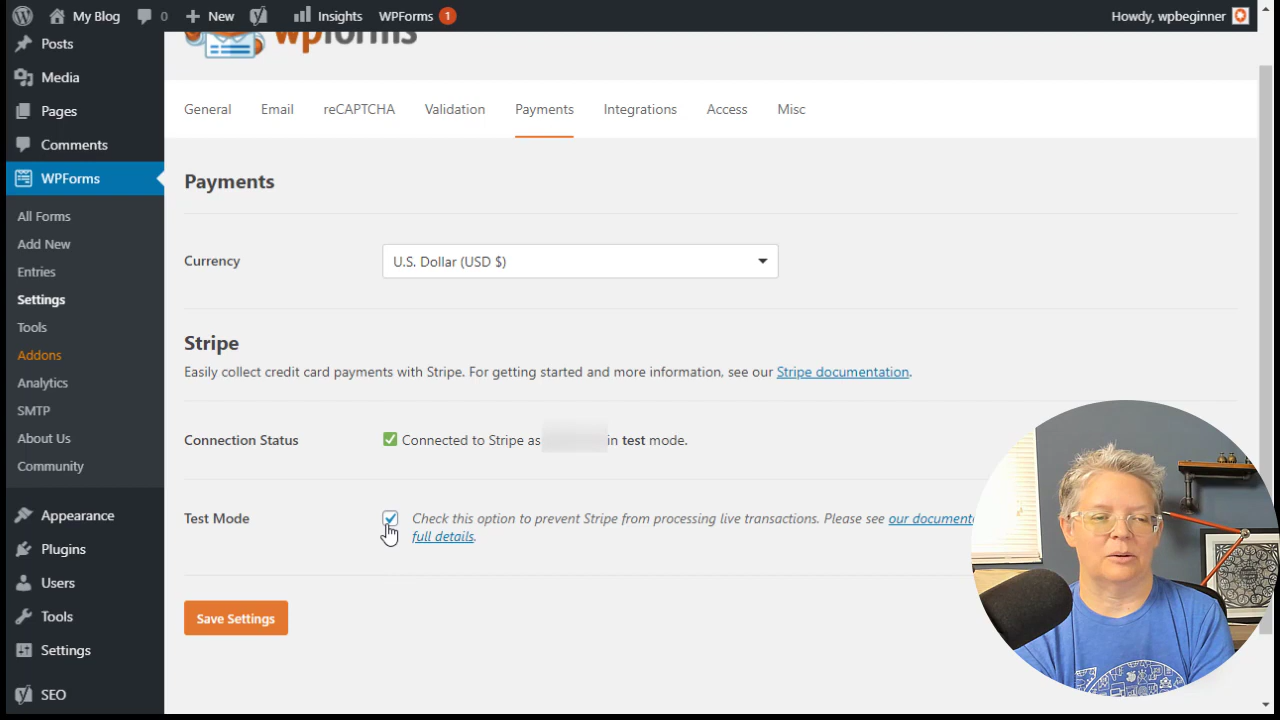 My Blog 0 New Insights WPForms 1 Howdy, wpbeginner
wpforms
Posts
Media
Pages
Comments
WPForms
All Forms
Add New
Entries
Settings
Tools
Addons
Analytics
SMTP
About Us
Community
Appearance
Plugins
Users
Tools
Settings
SEO
General Email reCAPTCHA Validation Payments Integrations Access Misc
Payments
Currency U.S. Dollar (USD $)
Stripe
Easily collect credit card payments with Stripe. For getting started and more information, see our Stripe documentation.
Connection Status Connected to Stripe as in test mode.
Test Mode Check this option to prevent Stripe from processing live transactions. Please see our documente
full details.
Save Settings